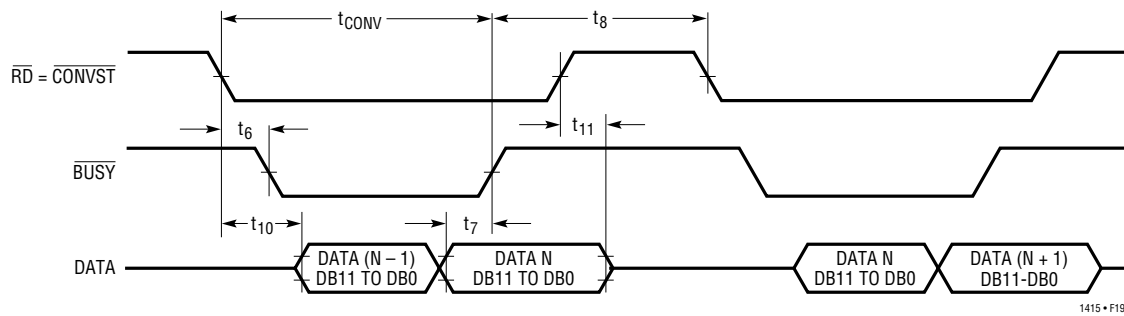 tCONV
t8
RD = CONVST
t6
t11
BUSY
t10
t7
DATA
DATA (N – 1)
DB11 TO DB0
DATA N
DB11 TO DB0
DATA N
DB11 TO DB0
DATA (N + 1)
DB11-DB0
1415 • F19